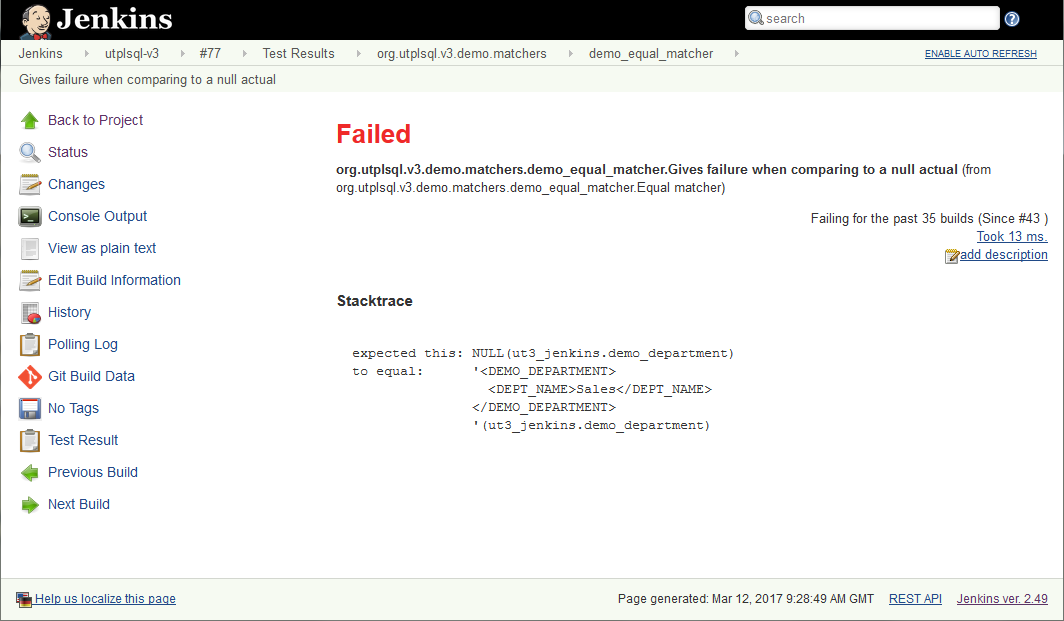 Jenkins
search
Jenkins utplsql-v3 #77 Test Results org.utplsql.v3.demo.matchers demo_equal_matcher ENABLE AUTO REFRESH
Gives failure when comparing to a null actual
Back to Project
Status
Changes
Console Output
View as plain text
Edit Build Information
History
Polling Log
Git Build Data
No Tags
Test Result
Previous Build
Next Build
Failed
org.utplsql.v3.demo.matchers.demo_equal_matcher.Gives failure when comparing to a null actual (from
org.utplsql.v3.demo.matchers.demo_equal_matcher.Equal matcher)
Failing for the past 35 builds (Since #43 )
Took 13 ms.
add description
Stacktrace
expected this: NULL(ut3_jenkins.demo_department)
to equal: '<DEMO_DEPARTMENT>
<DEPT_NAME>Sales</DEPT_NAME>
</DEMO_DEPARTMENT>
'(ut3_jenkins.demo_department)
Help us localize this page Page generated: Mar 12, 2017 9:28:49 AM GMT REST API Jenkins ver. 2.49